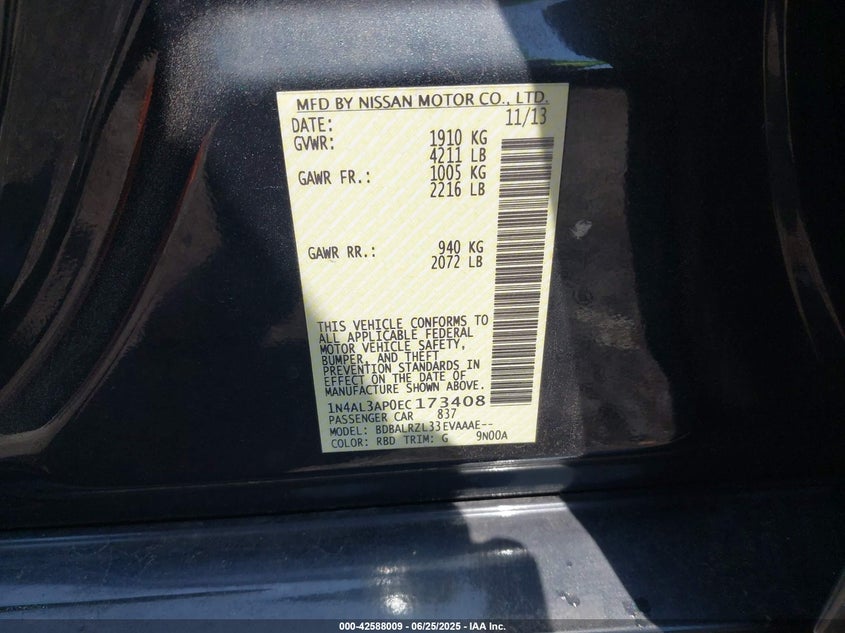 MFD BY NISSAN MOTOR CO., LTD.
DATE: 11/13
GVWR: 1910 KG
4211 LB
GAWR FR.: 1005 KG
2216 LB
GAWR RR.: 940 KG
2072 LB
THIS VEHICLE CONFORMS TO
ALL APPLICABLE FEDERAL
MOTOR VEHICLE SAFETY,
BUMPER, AND THEFT
PREVENTION STANDARDS IN
EFFECT ON THE DATE OF
MANUFACTURE SHOWN ABOVE.
1N4AL3AP0EC173408
PASSENGER CAR 837
MODEL: BDBALRZL33EVAAAE--
COLOR: RBD TRIM: G 9N00A
000-42588009 - 06/25/2025 - IAA Inc.